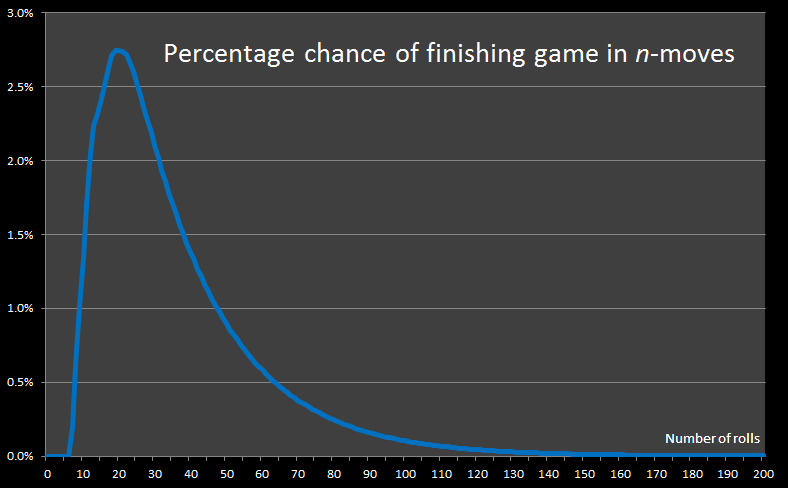 3.0%
Percentage chance of finishing game in n-moves
2.5%
2.0%
1.5%
1.0%
0.5%
Number of rolls
0.0%
0 10 20 30 40 50 60 70 80 90 100 110 120 130 140 150 160 170 180 190 200